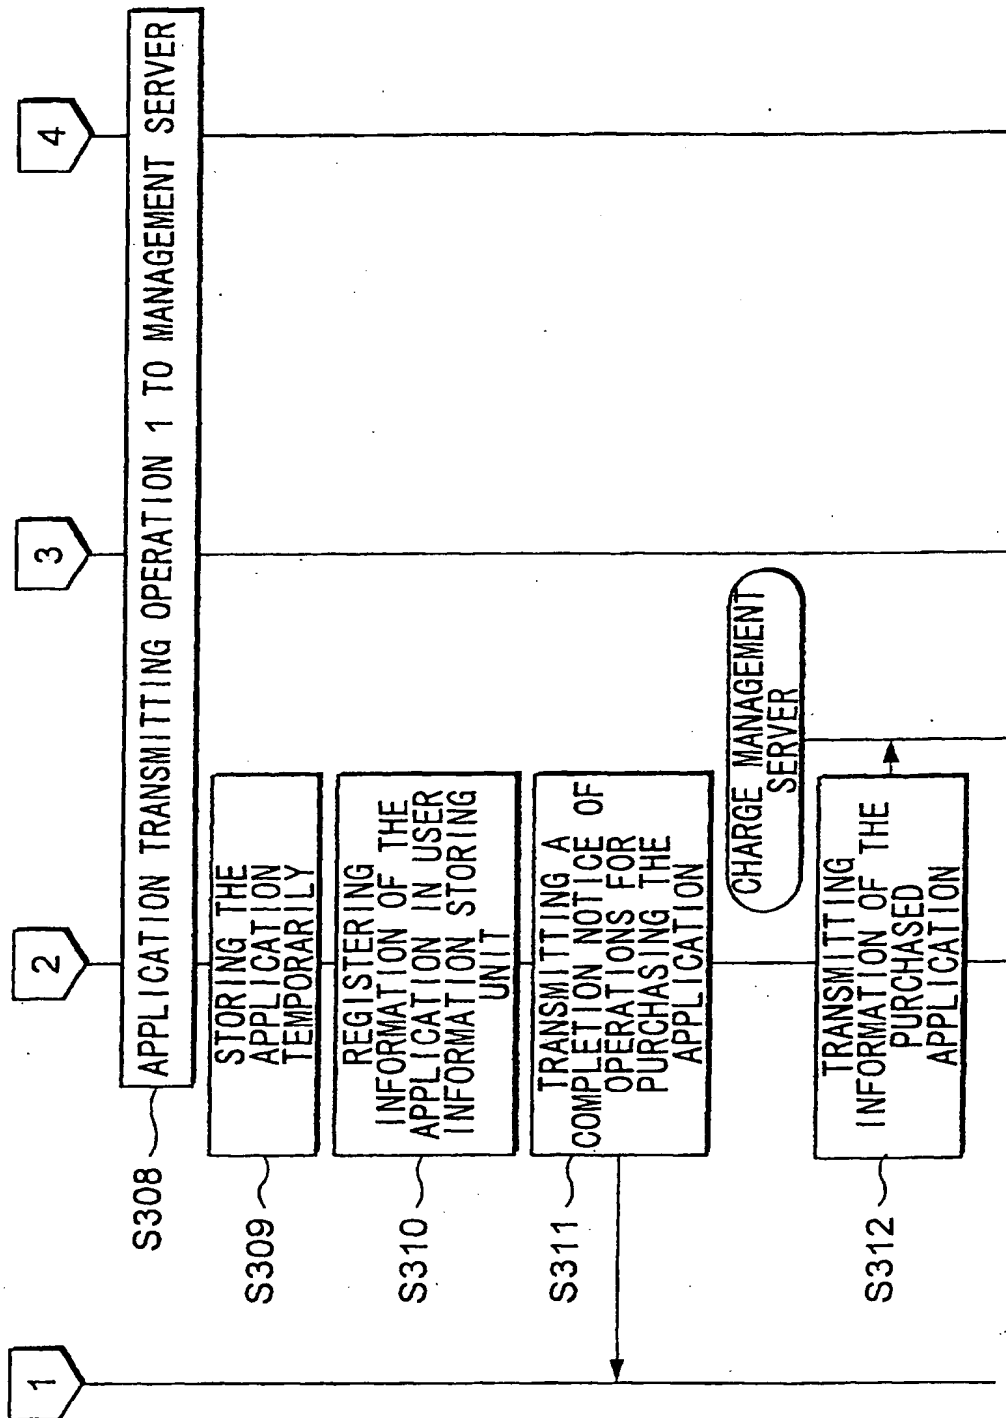 1
2
3
4
S308
APPLICATION TRANSMITTING OPERATION 1 TO MANAGEMENT SERVER
S309
STORING THE
APPLICATION
TEMPORARILY
S310
REGISTERING
INFORMATION OF THE
APPLICATION IN USER
INFORMATION STORING
UNIT
S311
TRANSMITTING A
COMPLETION NOTICE OF
OPERATIONS FOR
PURCHASING THE
APPLICATION
CHARGE MANAGEMENT
SERVER
S312
TRANSMITTING
INFORMATION OF THE
PURCHASED
APPLICATION